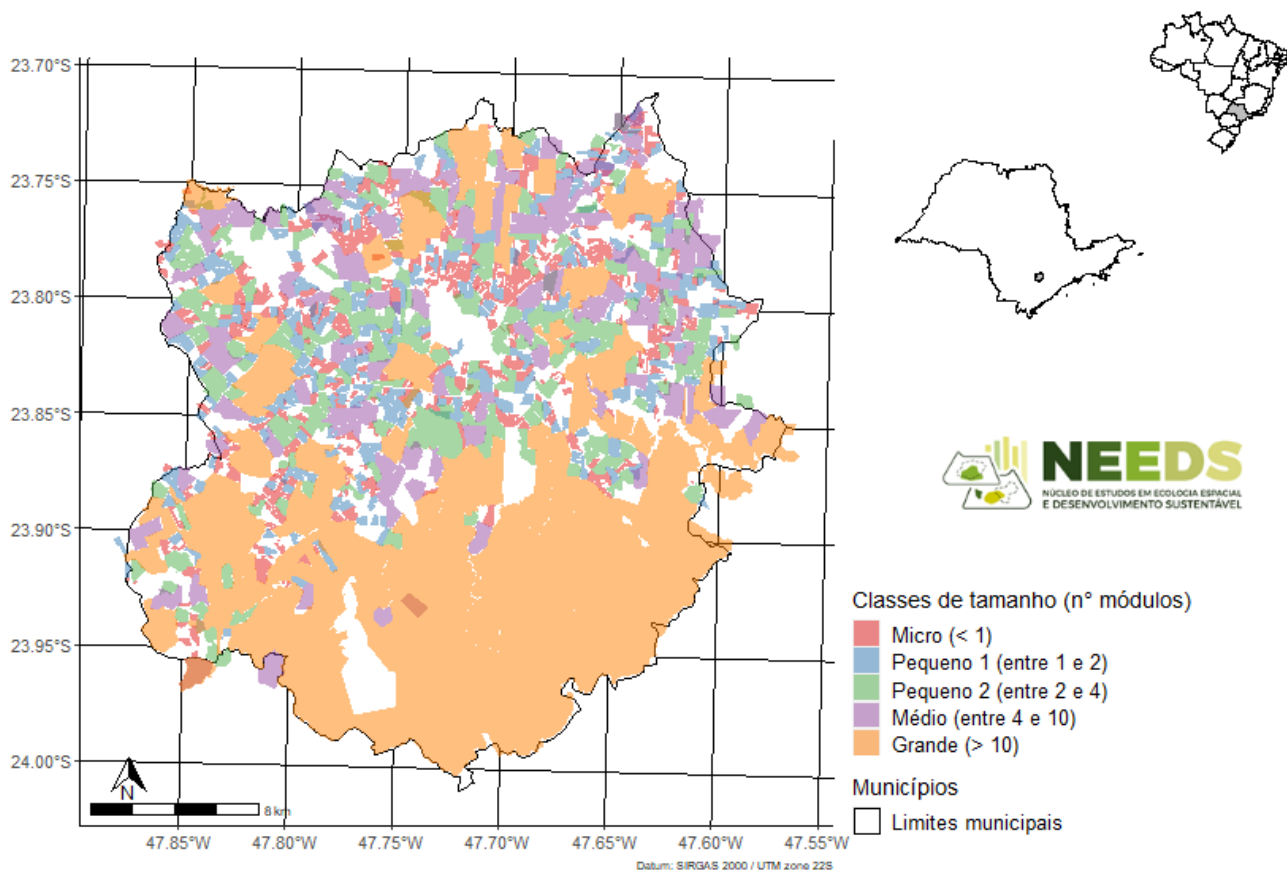 23.70°S
23.75°S
23.80°S
23.85°S
23.90°S
23.95°S
24.00°S
N
8 km
47.85°W
47.80°W
47.75°W
47.70°W
47.65°W
47.60°W
47.55°W
Datum: SIRGAS 2000 / UTM zone 22S
NEEDS
NÚCLEO DE ESTUDOS EM ECOLOGIA ESPACIAL
E DESENVOLVIMENTO SUSTENTÁVEL
Classes de tamanho (n° módulos)
Micro (< 1)
Pequeno 1 (entre 1 e 2)
Pequeno 2 (entre 2 e 4)
Médio (entre 4 e 10)
Grande (> 10)
Municípios
Limites municipais